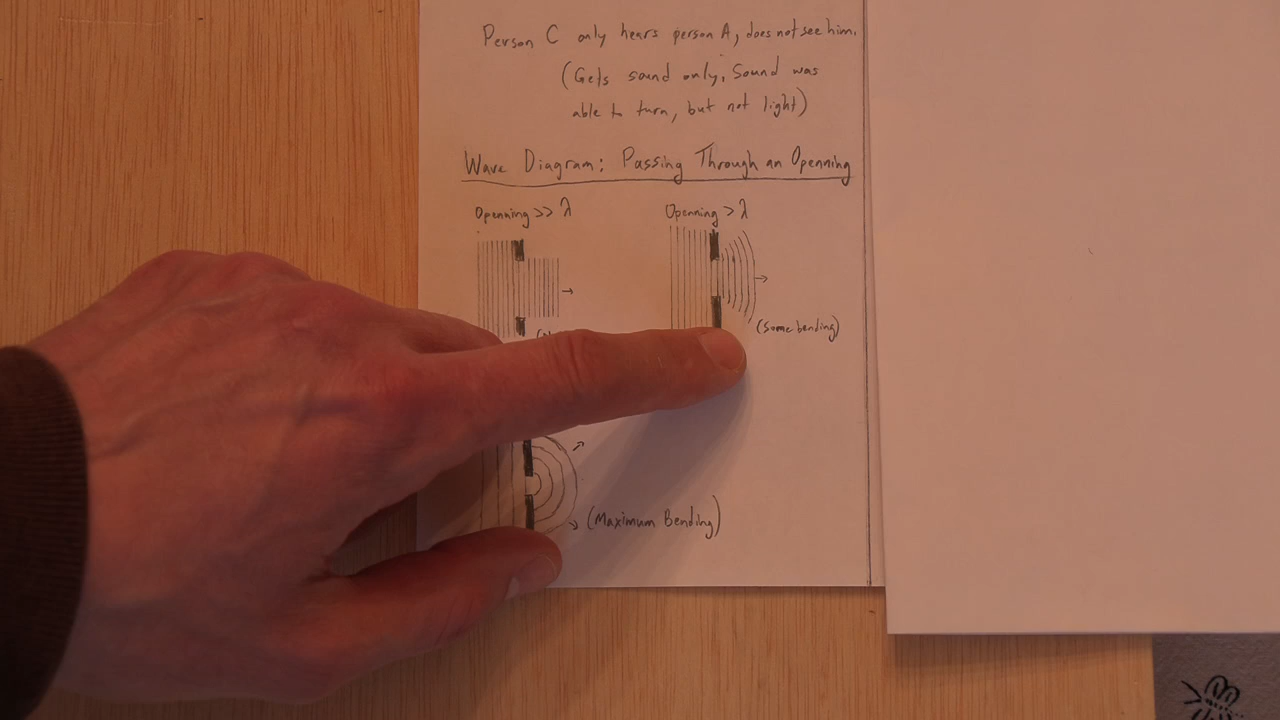 Person C only hears person A, does not see him.
(Gets sound only, Sound was
able to turn, but not light)
Wave Diagram: Passing Through an Openning
Openning >> λ
Openning > λ
(Some bending)
(Maximum Bending)